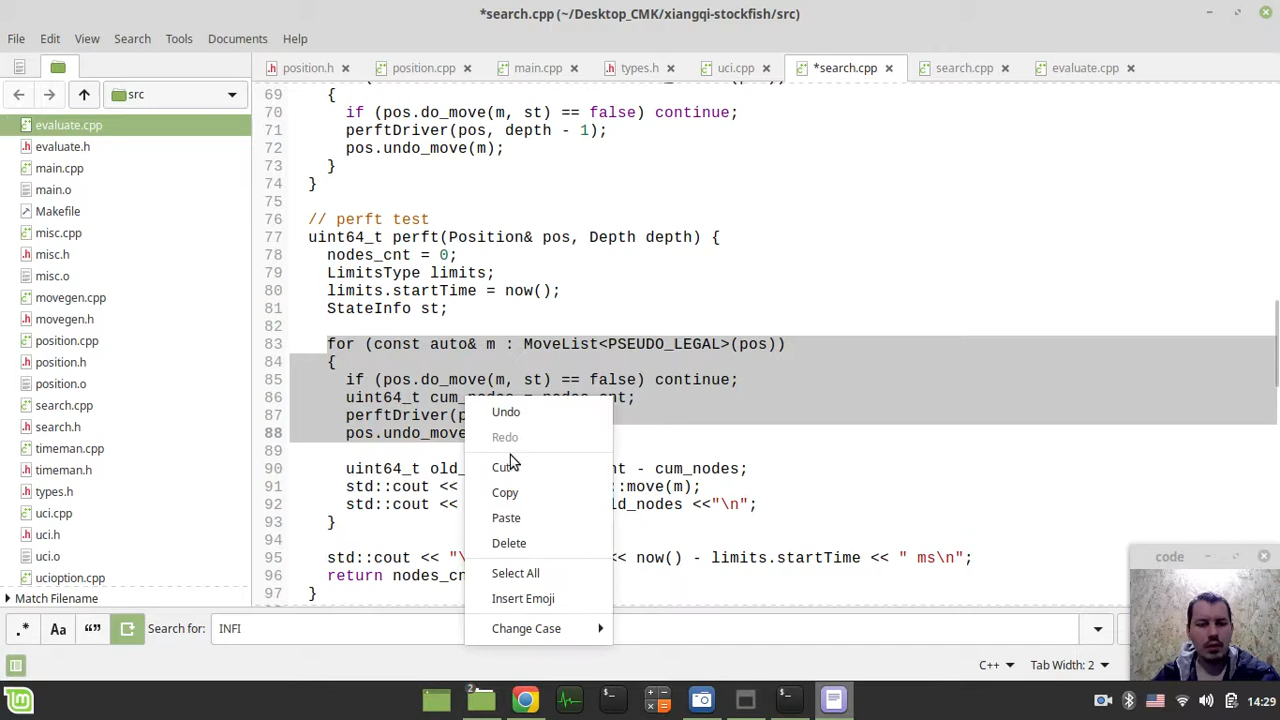 *search.cpp (~/Desktop_CMK/xiangqi-stockfish/src)
File Edit View Search Tools Documents Help
position.h position.cpp main.cpp types.h uci.cpp *search.cpp search.cpp evaluate.cpp
src
evaluate.cpp
evaluate.h
main.cpp
main.o
Makefile
misc.cpp
misc.h
misc.o
movegen.cpp
movegen.h
position.cpp
position.h
position.o
search.cpp
search.h
timeman.cpp
timeman.h
types.h
uci.cpp
uci.h
uci.o
ucioption.cpp
Match Filename
69 {
70 if (pos.do_move(m, st) == false) continue;
71 perftDriver(pos, depth - 1);
72 pos.undo_move(m);
73 }
74 }
75
76 // perft test
77 uint64_t perft(Position& pos, Depth depth) {
78 nodes_cnt = 0;
79 LimitsType limits;
80 limits.startTime = now();
81 StateInfo st;
82
83 for (const auto& m : MoveList<PSEUDO_LEGAL>(pos))
84 {
85 if (pos.do_move(m, st) == false) continue;
86 uint64_t cum_nodes = nodes_cnt;
87 perftDriver(p
88 pos.undo_move
89
90 uint64_t old_ nt - cum_nodes;
91 std::cout << ::move(m);
92 std::cout << ld_nodes <<"\n";
93 }
94
95 std::cout << "\ << now() - limits.startTime << " ms\n";
96 return nodes_cn
97 }
Undo
Redo
Cut
Copy
Paste
Delete
Select All
Insert Emoji
Change Case
code
.* Aa “” Search for: INFI
C++ Tab Width: 2
2
14:29